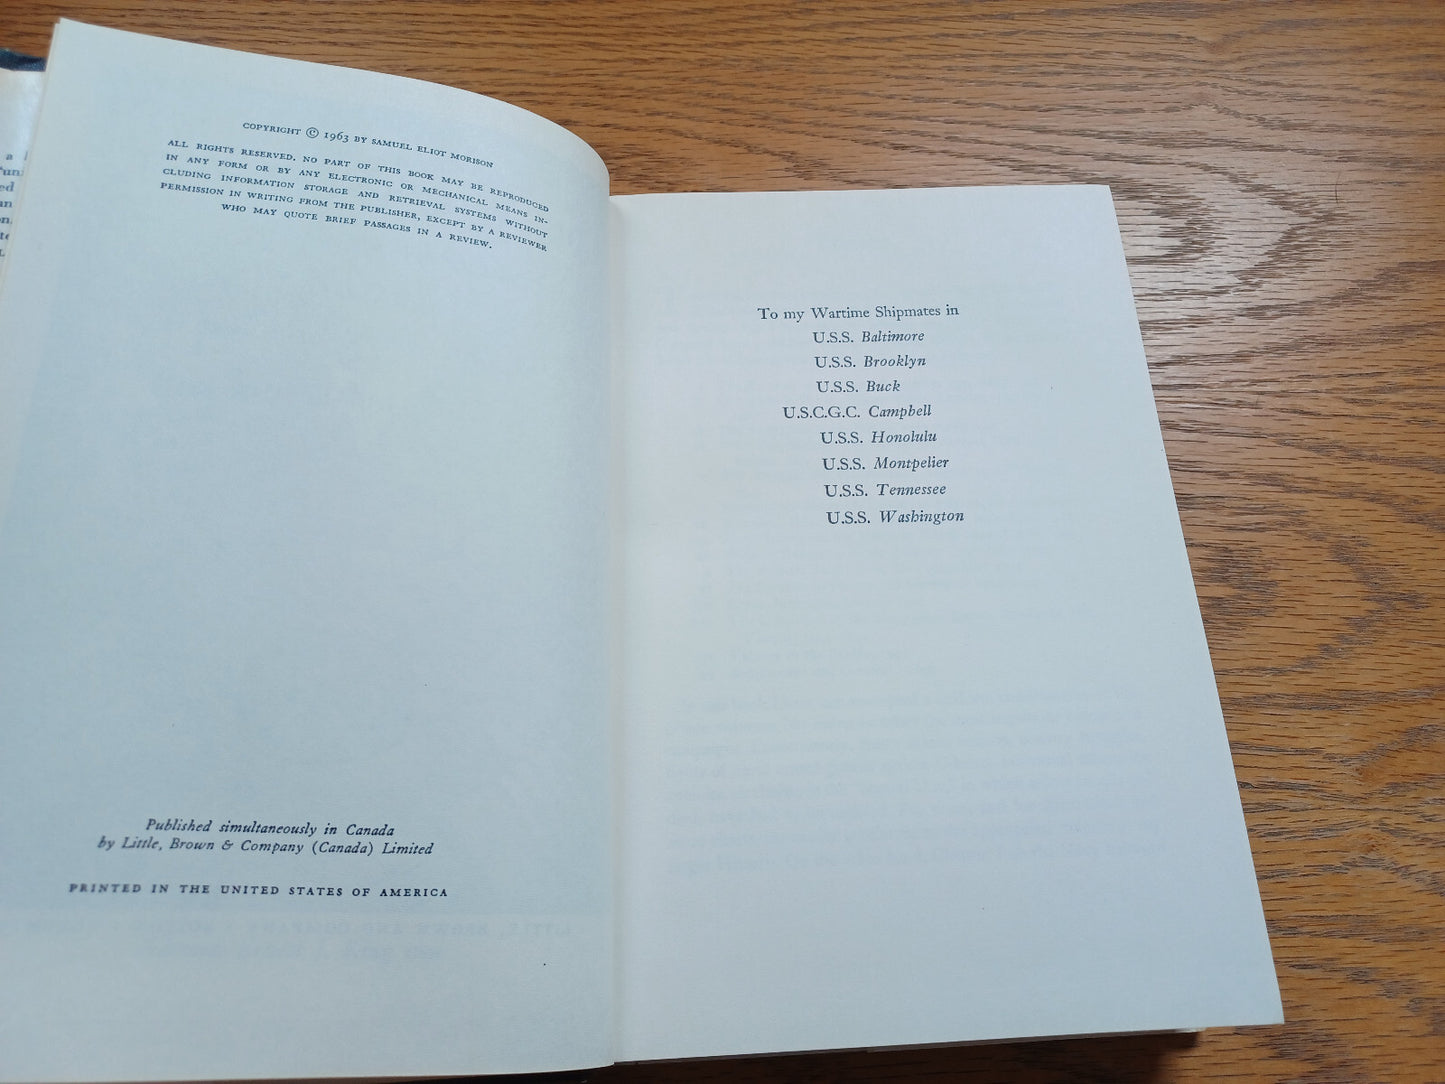 COPYRIGHT © 1963 BY SAMUEL ELIOT MORISON
ALL RIGHTS RESERVED. NO PART OF THIS BOOK MAY BE REPRODUCED
IN ANY FORM OR BY ANY ELECTRONIC OR MECHANICAL MEANS IN-
CLUDING INFORMATION STORAGE AND RETRIEVAL SYSTEMS WITHOUT
PERMISSION IN WRITING FROM THE PUBLISHER, EXCEPT BY A REVIEWER
WHO MAY QUOTE BRIEF PASSAGES IN A REVIEW.
Published simultaneously in Canada
by Little, Brown & Company (Canada) Limited
PRINTED IN THE UNITED STATES OF AMERICA
To my Wartime Shipmates in
U.S.S. Baltimore
U.S.S. Brooklyn
U.S.S. Buck
U.S.C.G.C. Campbell
U.S.S. Honolulu
U.S.S. Montpelier
U.S.S. Tennessee
U.S.S. Washington